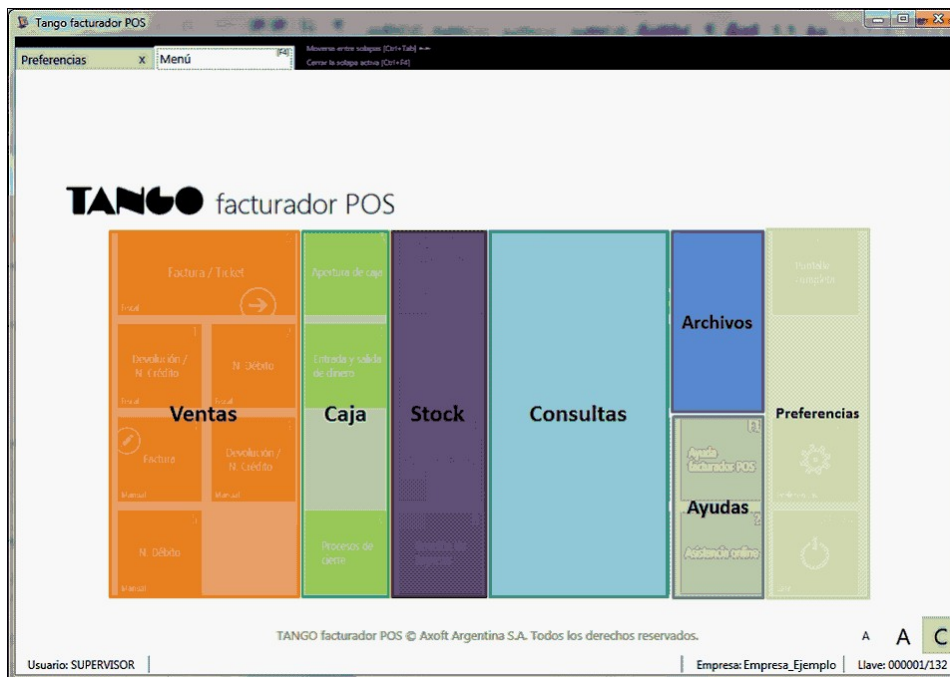 Tango facturador POS
Preferencias x Menú [F4]
Moverse entre solapas [Ctrl+Tab]
Cerrar la solapa activa [Ctrl+F4]
TANGO facturador POS
Factura / Ticket
Fiscal
Devolución /
N. Crédito
Fiscal
N. Débito
Fiscal
Factura
Manual
Devolución /
N. Crédito
Manual
N. Débito
Manual
Ventas
Apertura de caja
Entrada y salida
de dinero
Procesos de
cierre
Caja
Stock
Consultas
Archivos
Ayuda
facturador POS
Ayudas
Asistencia online
Pantalla
completa
Preferencias
TANGO facturador POS © Axoft Argentina S.A. Todos los derechos reservados.
A A C
Usuario: SUPERVISOR
Empresa: Empresa_Ejemplo
Llave: 000001/132